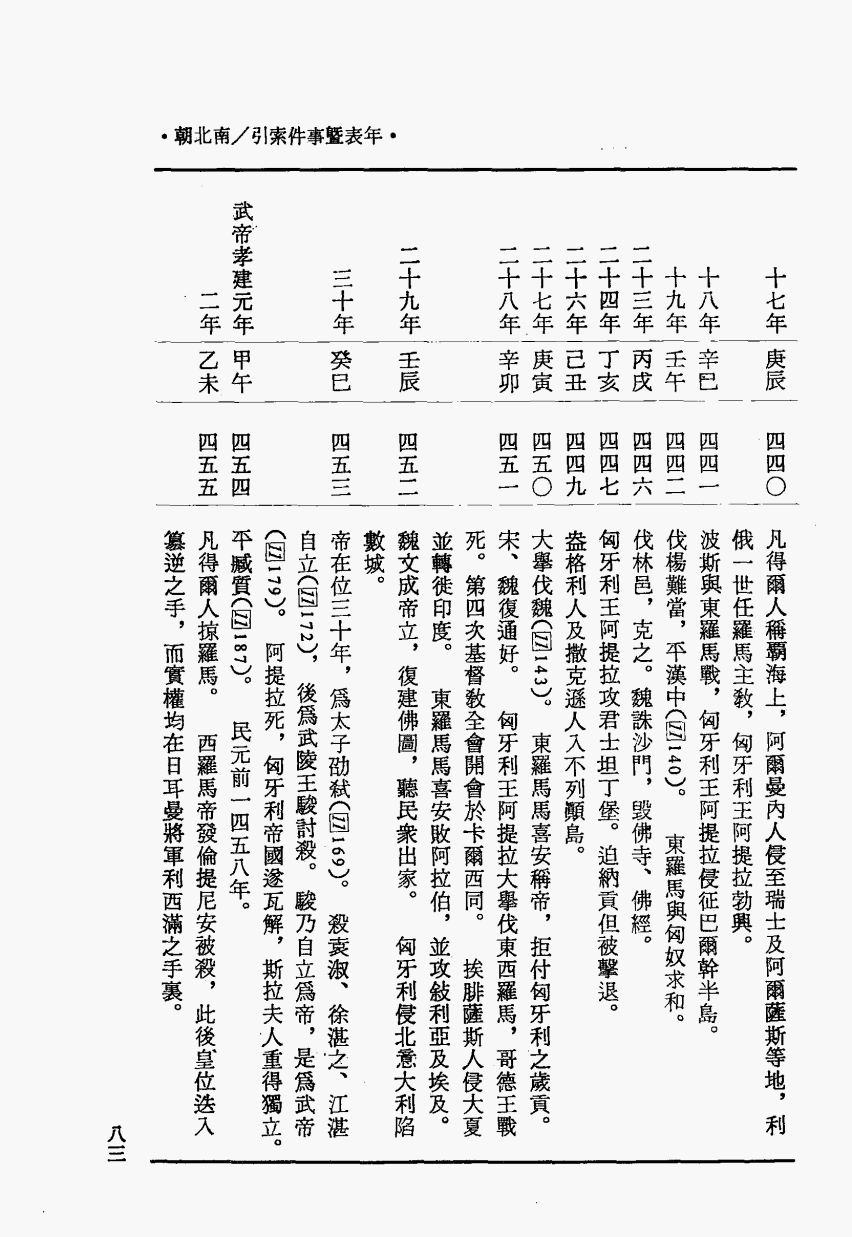 ・年表暨事件索引／南北朝・
十七年 庚辰 四四〇 凡得爾人稱霸海上，阿爾曼內人侵至瑞士及阿爾薩斯等地，利
俄一世任羅馬主教，匈牙利王阿提拉勃興。
十八年 辛巳 四四一 波斯與東羅馬戰，匈牙利王阿提拉侵征巴爾幹半島。
十九年 壬午 四四二 伐楊難當，平漢中(140)。 東羅馬與匈奴求和。
二十三年 丙戌 四四六 伐林邑，克之。魏誅沙門，毀佛寺、佛經。
二十四年 丁亥 四四七 匈牙利王阿提拉攻君士坦丁堡。迫納貢但被擊退。
二十六年 己丑 四四九 盎格利人及撒克遜人入不列顛島。
二十七年 庚寅 四五〇 大舉伐魏(143)。 東羅馬馬喜安稱帝，拒付匈牙利之歲貢。
二十八年 辛卯 四五一 宋、魏復通好。 匈牙利王阿提拉大舉伐東西羅馬，哥德王戰
死。第四次基督教全會開會於卡爾西同。 挨腓薩斯人侵大夏
並轉徙印度。 東羅馬馬喜安敗阿拉伯，並攻敍利亞及埃及。
二十九年 壬辰 四五二 魏文成帝立，復建佛圖，聽民衆出家。 匈牙利侵北意大利陷
數城。
三十年 癸巳 四五三 帝在位三十年，爲太子劭弒(169)。 殺袁淑、徐湛之、江湛
自立(172)，後爲武陵王駿討殺。駿乃自立爲帝，是爲武帝
(179)。 阿提拉死，匈牙利帝國遂瓦解，斯拉夫人重得獨立。
武帝孝建元年 甲午 四五四 平臧質(187)。 民元前一四五八年。
二年 乙未 四五五 凡得爾人掠羅馬。 西羅馬帝發倫提尼安被殺，此後皇位迭入
篡逆之手，而實權均在日耳曼將軍利西滿之手裏。
八三